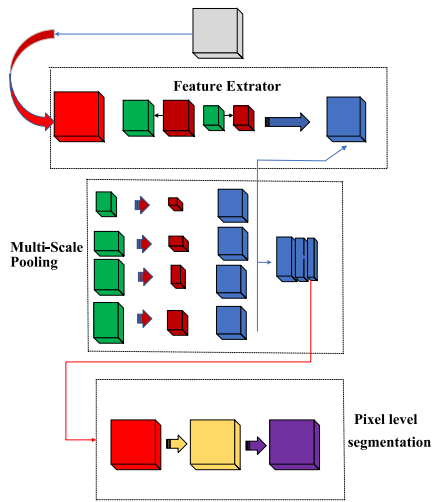 Feature Extrator
Multi-Scale
Pooling
Pixel level
segmentation